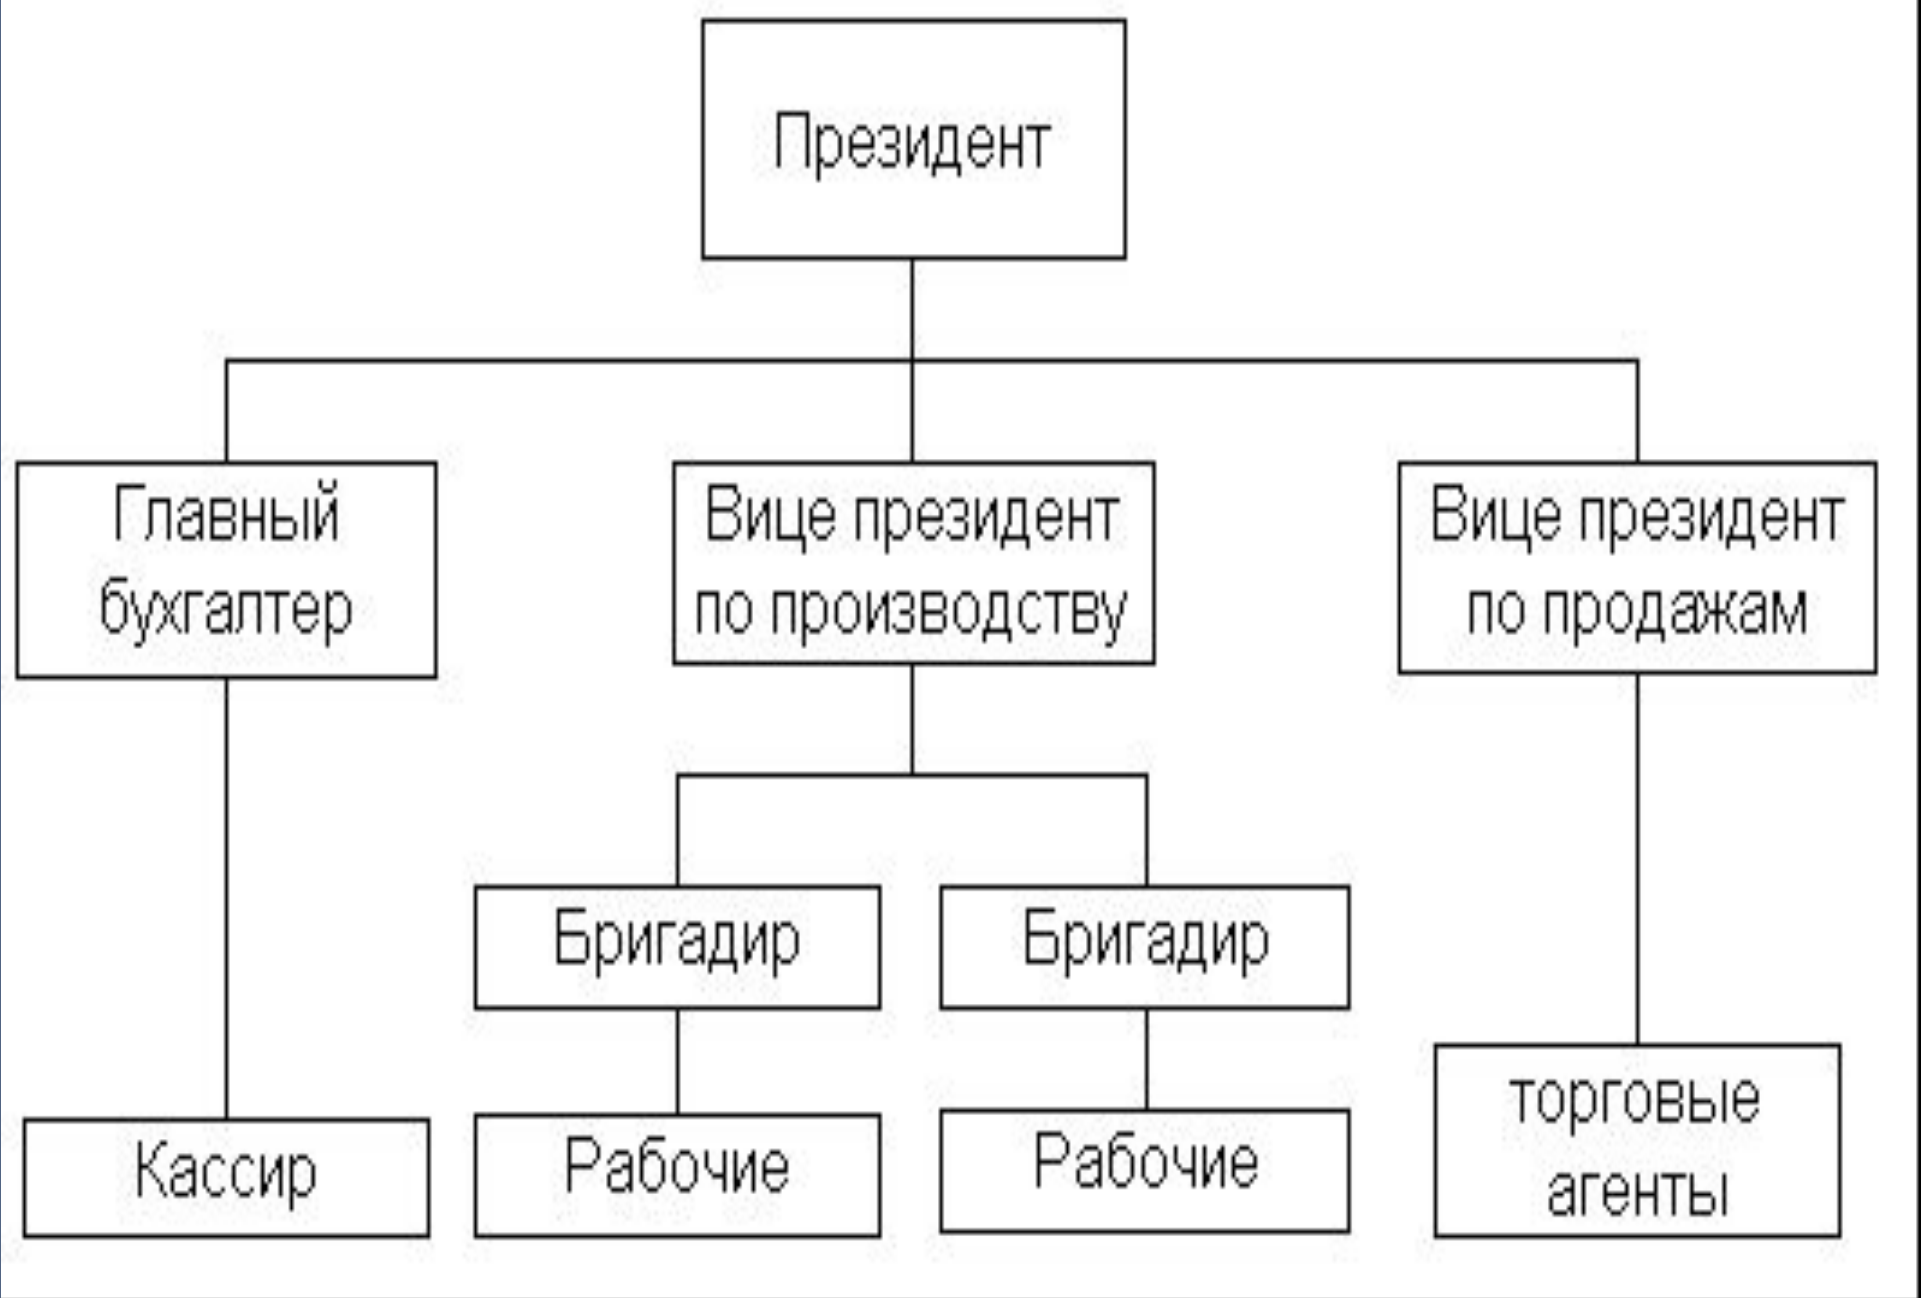 Президент
Главный
бухгалтер
Вице президент
по производству
Вице президент
по продажам
Бригадир
Бригадир
Кассир
Рабочие
Рабочие
торговые
агенты